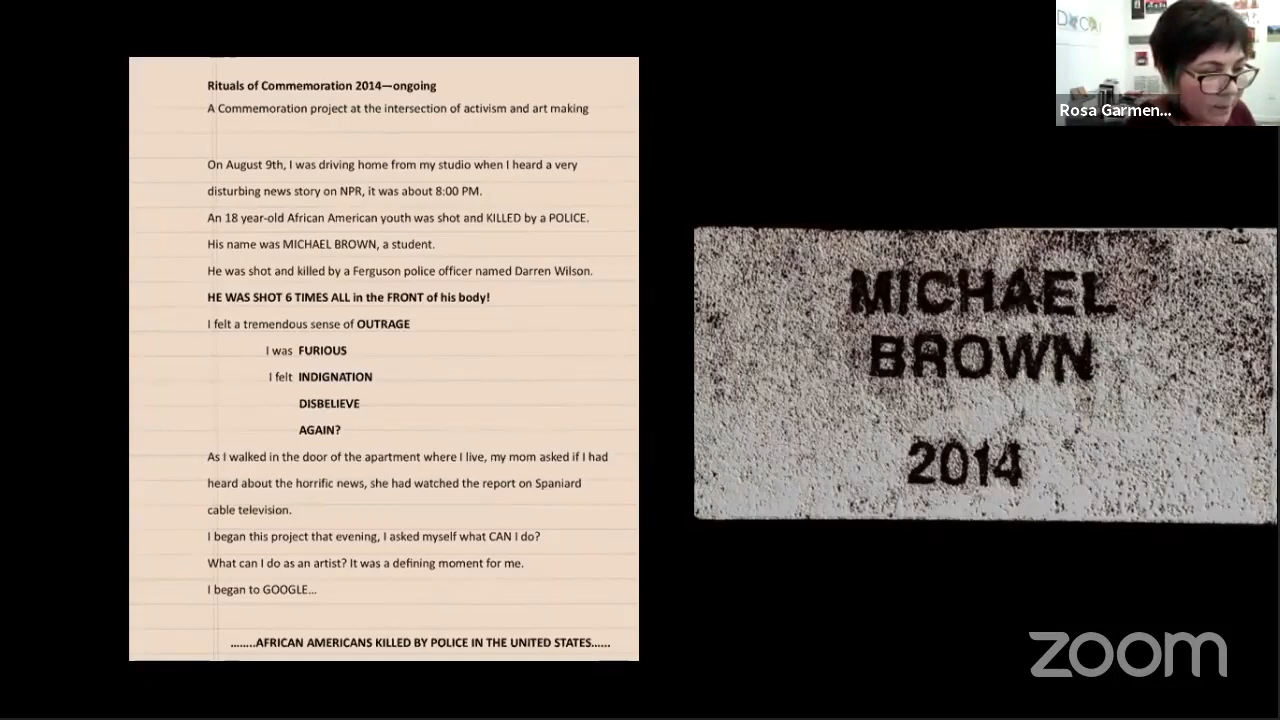 Rituals of Commemoration 2014—ongoing
A Commemoration project at the intersection of activism and art making
On August 9th, I was driving home from my studio when I heard a very
disturbing news story on NPR, it was about 8:00 PM.
An 18 year-old African American youth was shot and KILLED by a POLICE.
His name was MICHAEL BROWN, a student.
He was shot and killed by a Ferguson police officer named Darren Wilson.
HE WAS SHOT 6 TIMES ALL in the FRONT of his body!
I felt a tremendous sense of OUTRAGE
I was FURIOUS
I felt INDIGNATION
DISBELIEVE
AGAIN?
As I walked in the door of the apartment where I live, my mom asked if I had
heard about the horrific news, she had watched the report on Spaniard
cable television.
I began this project that evening, I asked myself what CAN I do?
What can I do as an artist? It was a defining moment for me.
I began to GOOGLE...
........AFRICAN AMERICANS KILLED BY POLICE IN THE UNITED STATES......
MICHAEL
BROWN
2014
Rosa Garmen...
zoom